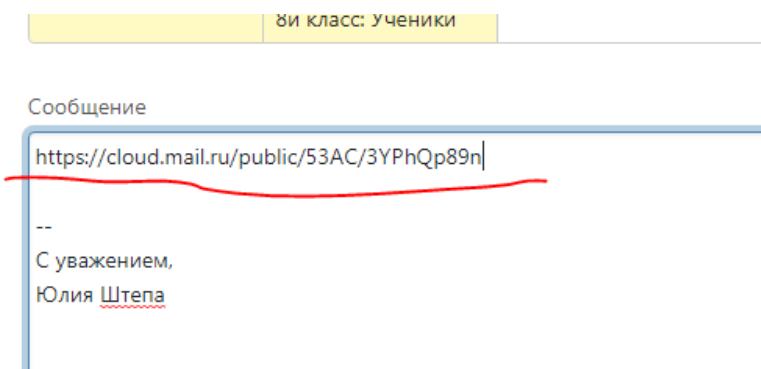 8и класс: Ученики
Сообщение
https://cloud.mail.ru/public/53AC/3YPhQp89n
--
С уважением,
Юлия Штепа